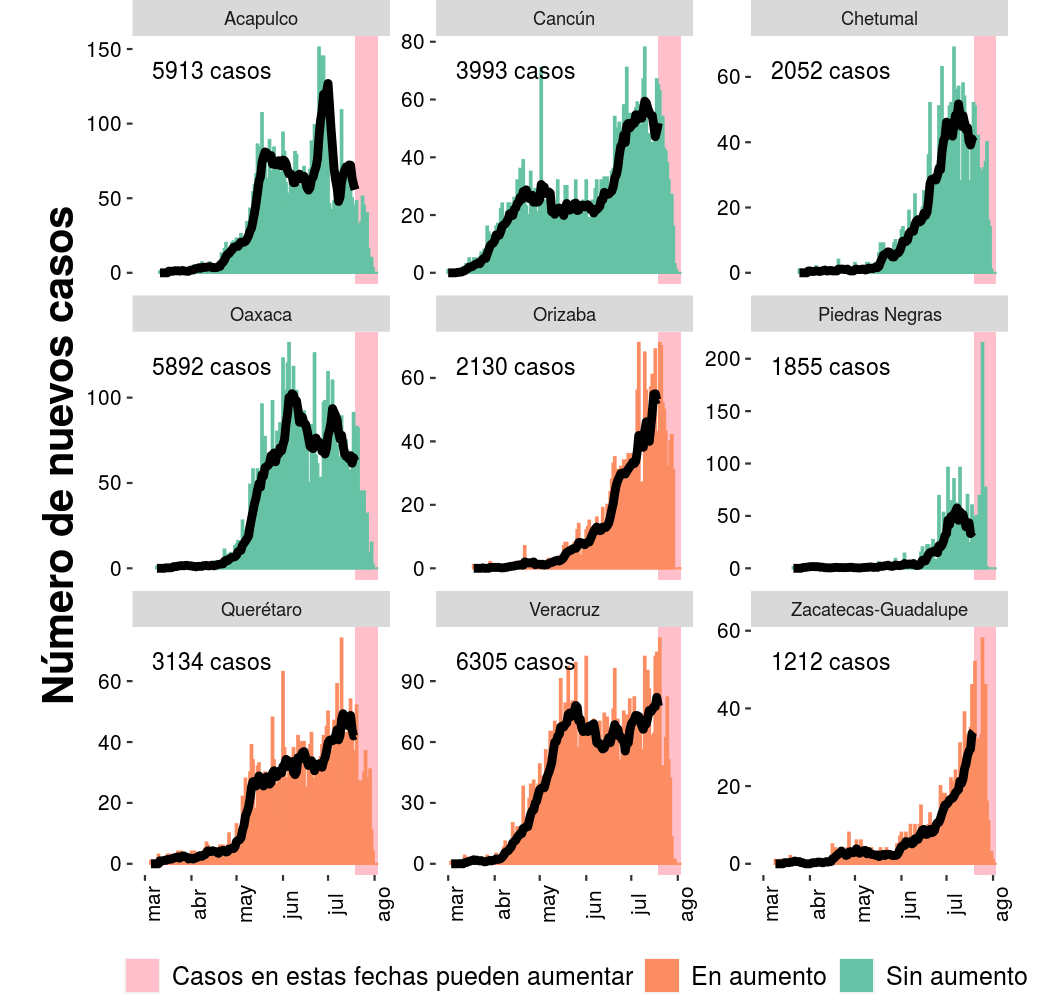 Número de nuevos casos
Acapulco
5913 casos
150
100
50
0
Cancún
3993 casos
80
60
40
20
0
Chetumal
2052 casos
60
40
20
0
Oaxaca
5892 casos
100
50
0
Orizaba
2130 casos
60
40
20
0
Piedras Negras
1855 casos
200
150
100
50
0
Querétaro
3134 casos
60
40
20
0
mar abr may jun jul ago
Veracruz
6305 casos
90
60
30
0
mar abr may jun jul ago
Zacatecas-Guadalupe
1212 casos
60
40
20
0
mar abr may jun jul ago
Casos en estas fechas pueden aumentar En aumento Sin aumento